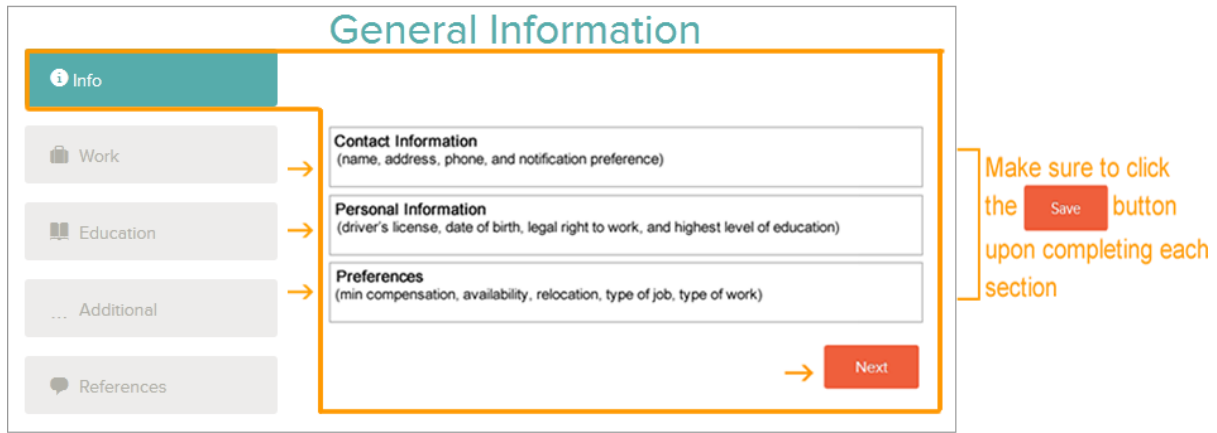 General Information
Info
Work
Education
... Additional
References
Contact Information
(name, address, phone, and notification preference)
Personal Information
(driver's license, date of birth, legal right to work, and highest level of education)
Preferences
(min compensation, availability, relocation, type of job, type of work)
Next
Make sure to click
the Save button
upon completing each
section